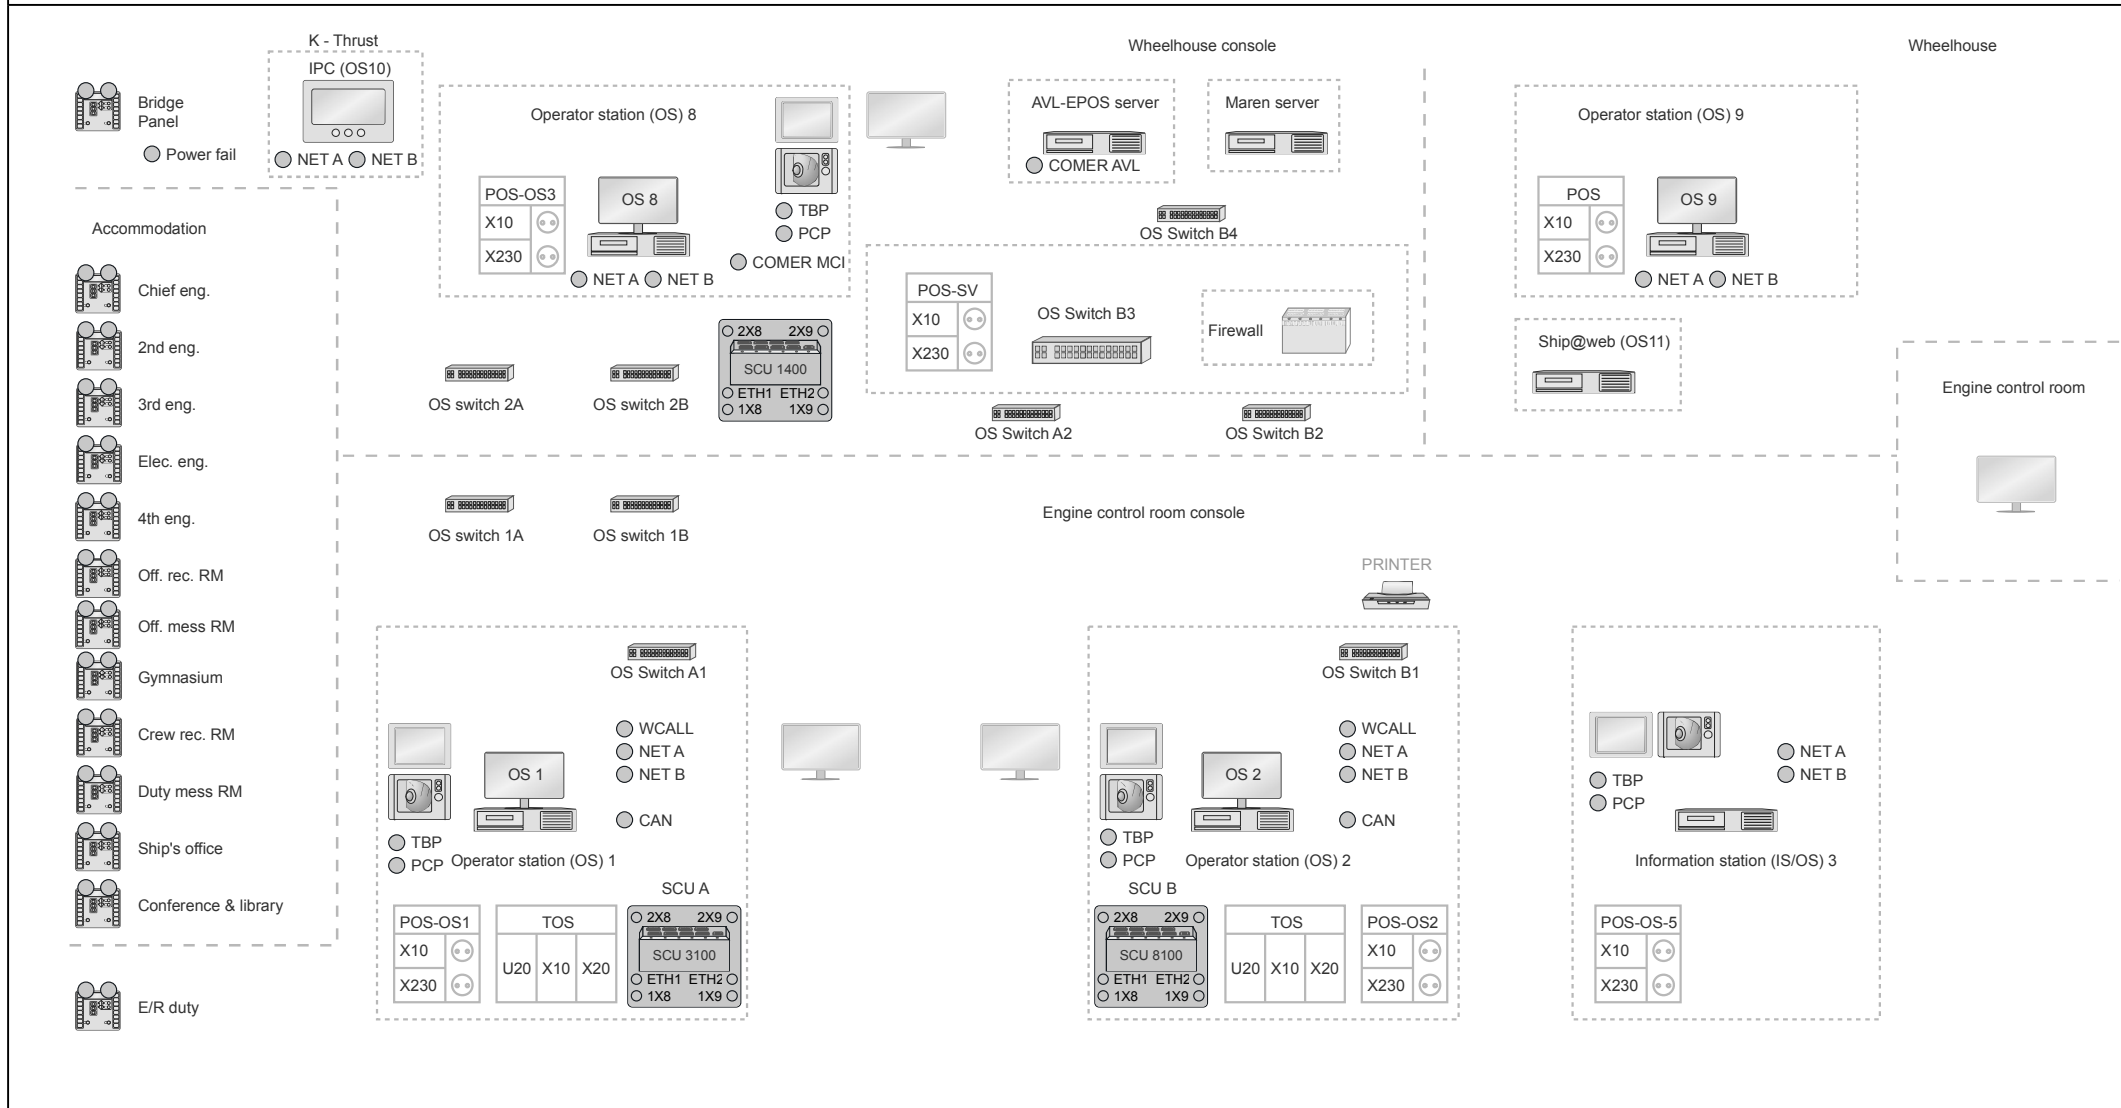 K - Thrust
IPC (OS10)
NET A NET B
Bridge
Panel
Power fail
Operator station (OS) 8
POS-OS3
X10
X230
OS 8
NET A NET B
TBP
PCP
COMER MCI
Wheelhouse console
AVL-EPOS server
COMER AVL
Maren server
OS Switch B4
POS-SV
X10
X230
OS Switch B3
Firewall
Wheelhouse
Operator station (OS) 9
POS
X10
X230
OS 9
NET A NET B
Ship@web (OS11)
Engine control room
Accommodation
Chief eng.
2nd eng.
3rd eng.
Elec. eng.
4th eng.
Off. rec. RM
Off. mess RM
Gymnasium
Crew rec. RM
Duty mess RM
Ship's office
Conference & library
E/R duty
OS switch 2A
OS switch 2B
2X8 2X9
SCU 1400
ETH1 ETH2
1X8 1X9
OS Switch A2
OS Switch B2
OS switch 1A
OS switch 1B
Engine control room console
PRINTER
OS Switch A1
WCALL
NET A
NET B
CAN
OS 1
TBP
PCP
Operator station (OS) 1
SCU A
POS-OS1
X10
X230
TOS
U20 X10 X20
2X8 2X9
SCU 3100
ETH1 ETH2
1X8 1X9
OS Switch B1
WCALL
NET A
NET B
CAN
OS 2
TBP
PCP
Operator station (OS) 2
SCU B
2X8 2X9
SCU 8100
ETH1 ETH2
1X8 1X9
TOS
U20 X10 X20
POS-OS2
X10
X230
NET A
NET B
TBP
PCP
Information station (IS/OS) 3
POS-OS-5
X10
X230